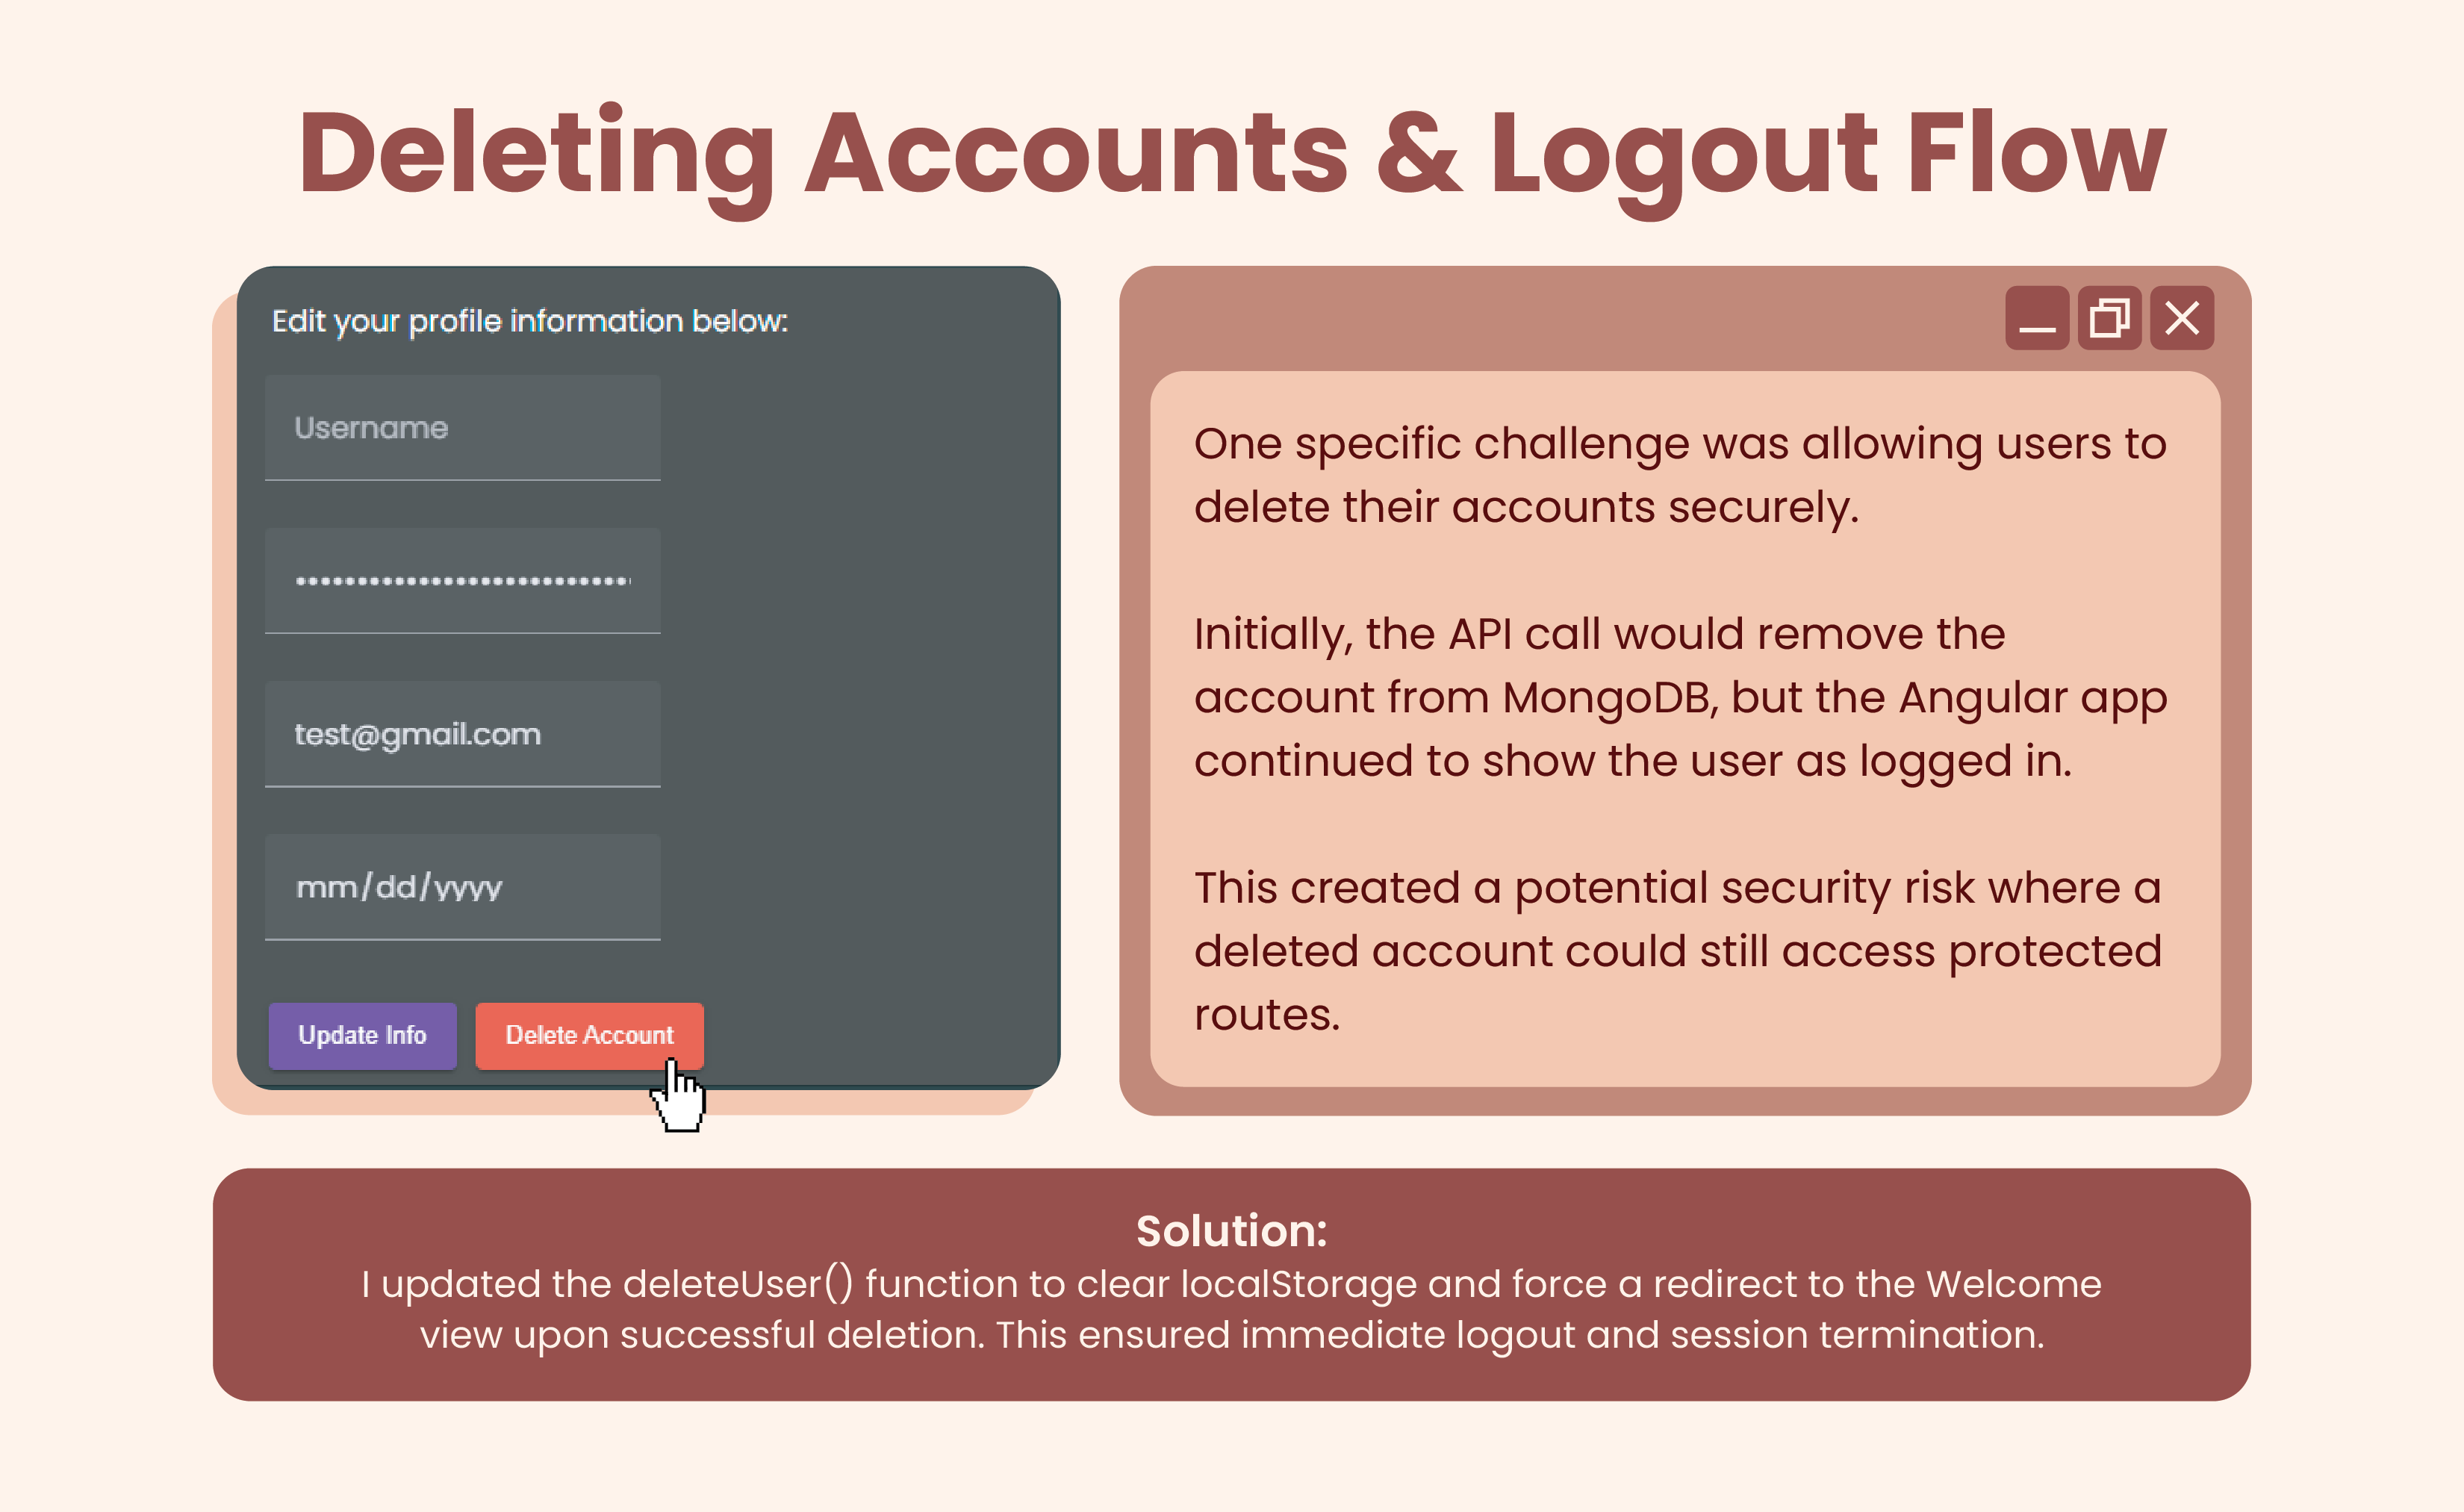 Deleting Accounts & Logout Flow
Edit your profile information below:
Username
test@gmail.com
mm/dd/yyyy
Update Info
Delete Account
One specific challenge was allowing users to
delete their accounts securely.
Initially, the API call would remove the
account from MongoDB, but the Angular app
continued to show the user as logged in.
This created a potential security risk where a
deleted account could still access protected
routes.
Solution:
I updated the deleteUser() function to clear localStorage and force a redirect to the Welcome
view upon successful deletion. This ensured immediate logout and session termination.